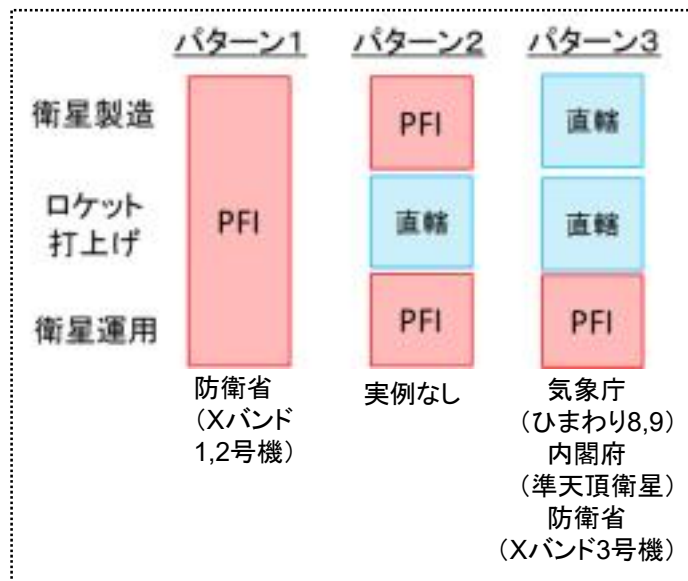 パターン1 パターン2 パターン3
衛星製造 PFI 直轄
ロケット
打上げ
PFI 直轄 直轄
衛星運用 PFI PFI
防衛省
(Xバンド
1,2号機)
実例なし
気象庁
(ひまわり8,9)
内閣府
(準天頂衛星)
防衛省
(Xバンド3号機)